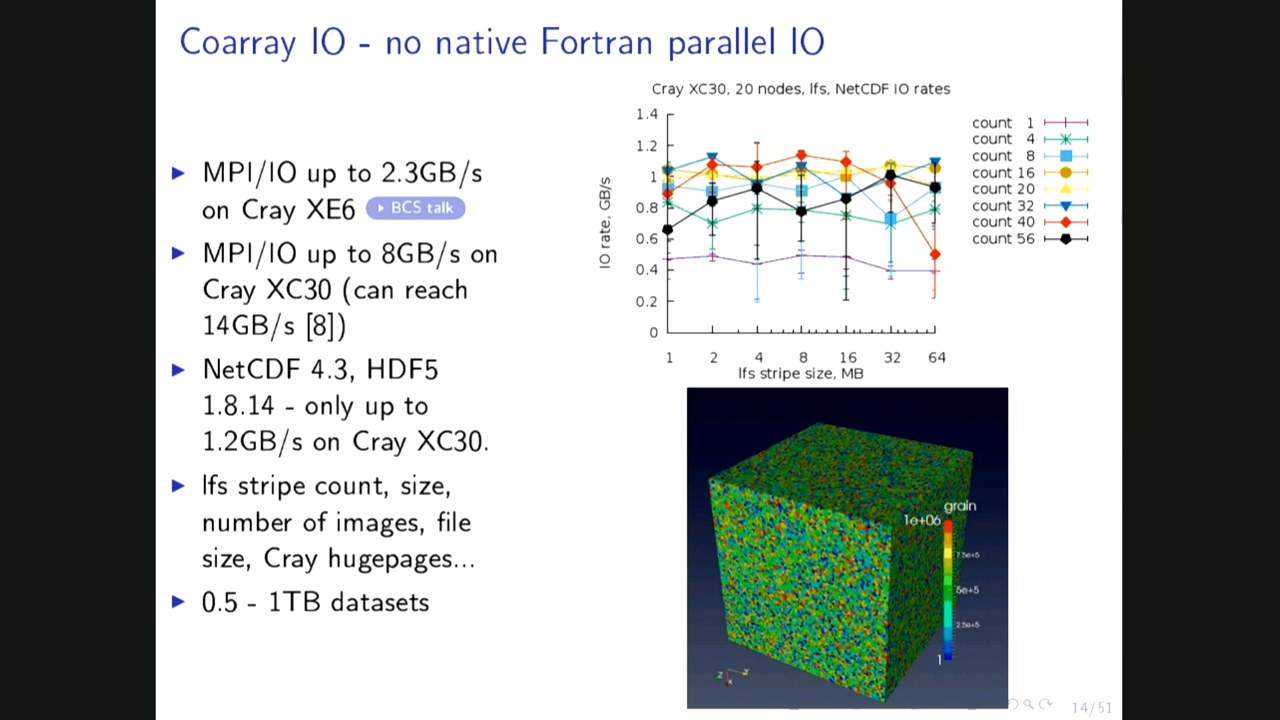 Coarray IO - no native Fortran parallel IO
MPI/IO up to 2.3GB/s
on Cray XE6 BCS talk
MPI/IO up to 8GB/s on
Cray XC30 (can reach
14GB/s [8])
NetCDF 4.3, HDF5
1.8.14 - only up to
1.2GB/s on Cray XC30.
lfs stripe count, size,
number of images, file
size, Cray hugepages...
0.5 - 1TB datasets
Cray XC30, 20 nodes, lfs, NetCDF IO rates
IO rate, GB/s
1.4
1.2
1
0.8
0.6
0.4
0.2
0
1 2 4 8 16 32 64
lfs stripe size, MB
count 1
count 4
count 8
count 16
count 20
count 32
count 40
count 56
grain
1e+06
7.5e+5
5e+5
2.5e+5
1
Z Y
X
14/51